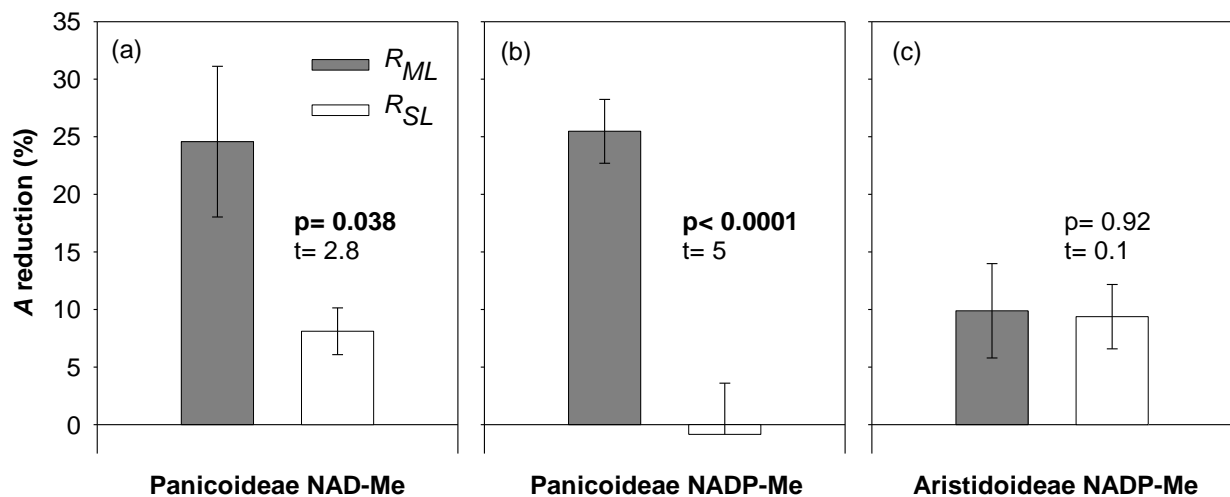 A reduction (%)
35
30
25
20
15
10
5
0
(a)
R_ML
R_SL
p= 0.038
t= 2.8
Panicoideae NAD-Me
(b)
p< 0.0001
t= 5
Panicoideae NADP-Me
(c)
p= 0.92
t= 0.1
Aristidoideae NADP-Me